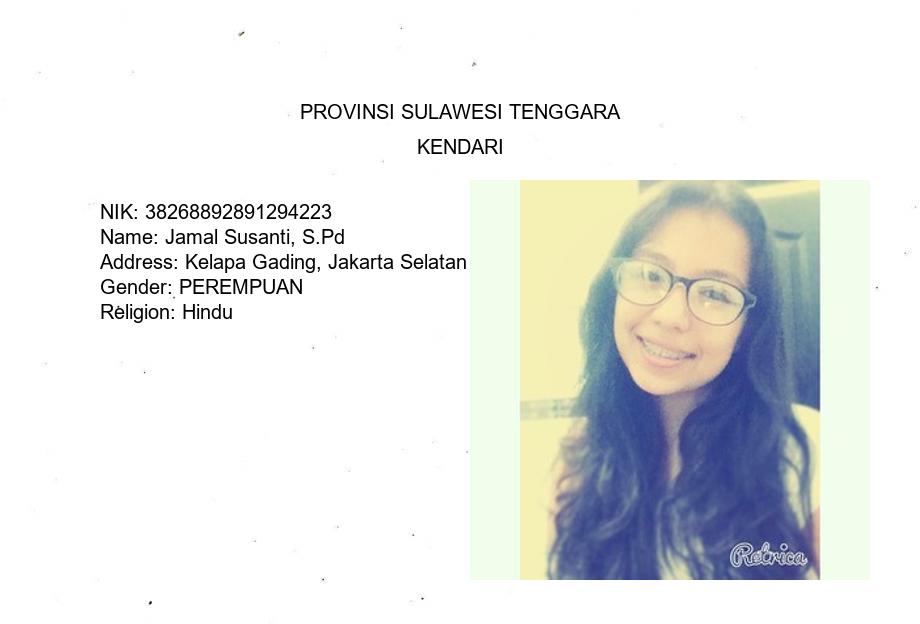 PROVINSI SULAWESI TENGGARA
KENDARI
NIK: 38268892891294223
Name: Jamal Susanti, S.Pd
Address: Kelapa Gading, Jakarta Selatan
Gender: PEREMPUAN
Religion: Hindu
Retrica